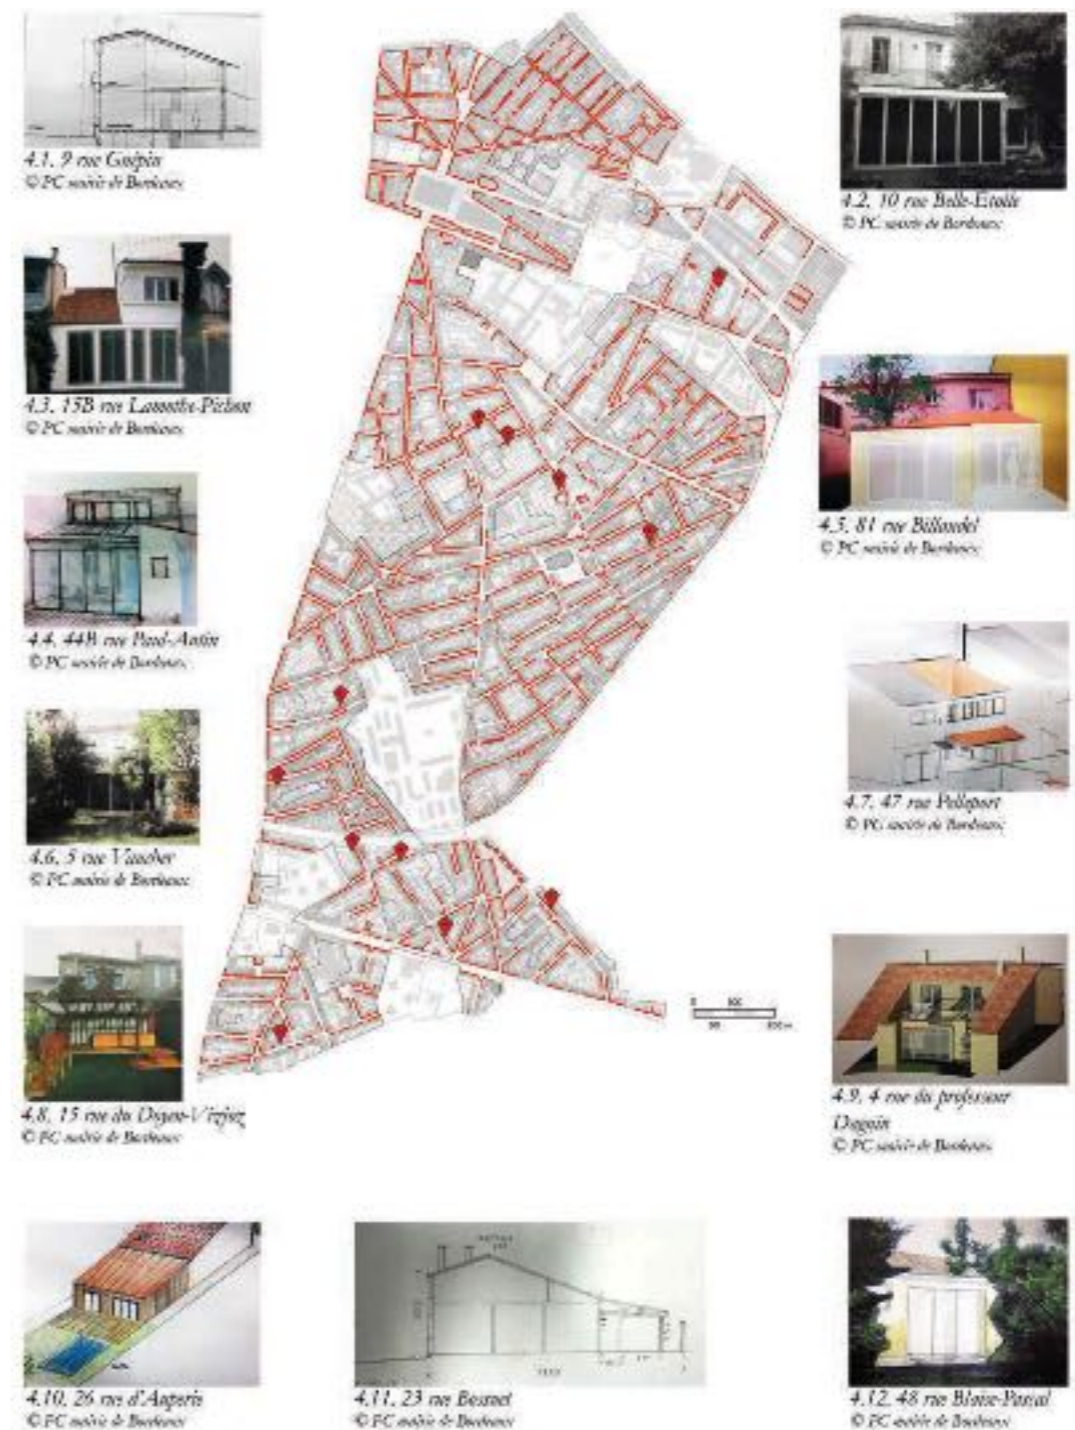 4.1, 9 rue Guépin
© PC mairie de Bordeaux
4.2, 10 rue Belle-Etoile
© PC mairie de Bordeaux
4.3, 15B rue Lamothe-Pichon
© PC mairie de Bordeaux
4.4, 44B rue Paul-Antin
© PC mairie de Bordeaux
4.5, 81 rue Billaudel
© PC mairie de Bordeaux
4.6, 5 rue Vaucher
© PC mairie de Bordeaux
4.7, 47 rue Pelleport
© PC mairie de Bordeaux
4.8, 15 rue du Doyen-
© PC mairie de Bordeaux
4.9, 4 rue du professeur
Daguin
© PC mairie de Bordeaux
4.10, 26 rue
© PC mairie de Bordeaux
4.11, 23 rue Bossuet
© PC mairie de Bordeaux
4.12, 48 rue Blaise-Pascal
© PC mairie de Bordeaux